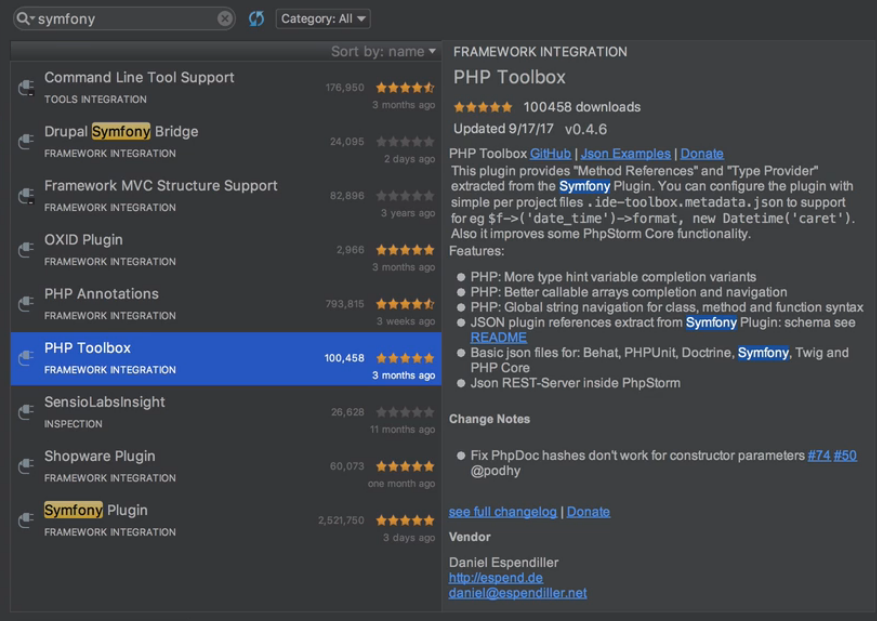 symfony
Category: All
Sort by: name
Command Line Tool Support
176,950
TOOLS INTEGRATION
3 months ago
Drupal Symfony Bridge
24,095
FRAMEWORK INTEGRATION
2 days ago
Framework MVC Structure Support
82,896
FRAMEWORK INTEGRATION
3 years ago
OXID Plugin
2,966
FRAMEWORK INTEGRATION
3 months ago
PHP Annotations
793,815
FRAMEWORK INTEGRATION
3 weeks ago
PHP Toolbox
100,458
FRAMEWORK INTEGRATION
3 months ago
SensioLabsInsight
26,628
INSPECTION
11 months ago
Shopware Plugin
60,073
FRAMEWORK INTEGRATION
one month ago
Symfony Plugin
2,521,750
FRAMEWORK INTEGRATION
3 days ago
FRAMEWORK INTEGRATION
PHP Toolbox
100458 downloads
Updated 9/17/17 v0.4.6
PHP Toolbox GitHub | Json Examples | Donate
This plugin provides "Method References" and "Type Provider"
extracted from the Symfony Plugin. You can configure the plugin with
simple per project files .ide-toolbox.metadata.json to support
for eg $f->('date_time')->format, new Datetime('caret').
Also it improves some PhpStorm Core functionality.
Features:
● PHP: More type hint variable completion variants
● PHP: Better callable arrays completion and navigation
● PHP: Global string navigation for class, method and function syntax
● JSON plugin references extract from Symfony Plugin: schema see
README
● Basic json files for: Behat, PHPUnit, Doctrine, Symfony, Twig and
PHP Core
● Json REST-Server inside PhpStorm
Change Notes
● Fix PhpDoc hashes don't work for constructor parameters #74 #50
@podhy
see full changelog | Donate
Vendor
Daniel Espendiller
http://espend.de
daniel@espendiller.net